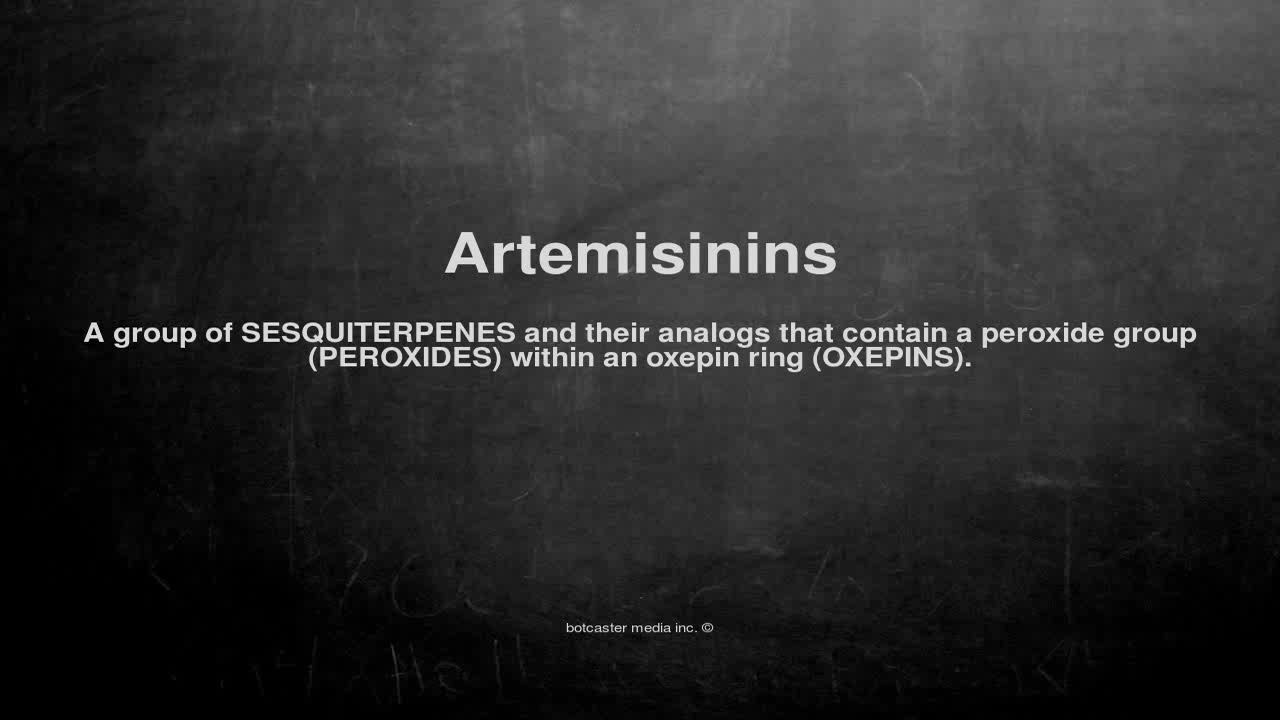 Artemisinins
A group of SESQUITERPENES and their analogs that contain a peroxide group
(PEROXIDES) within an oxepin ring (OXEPINS).
botcaster media inc. ©